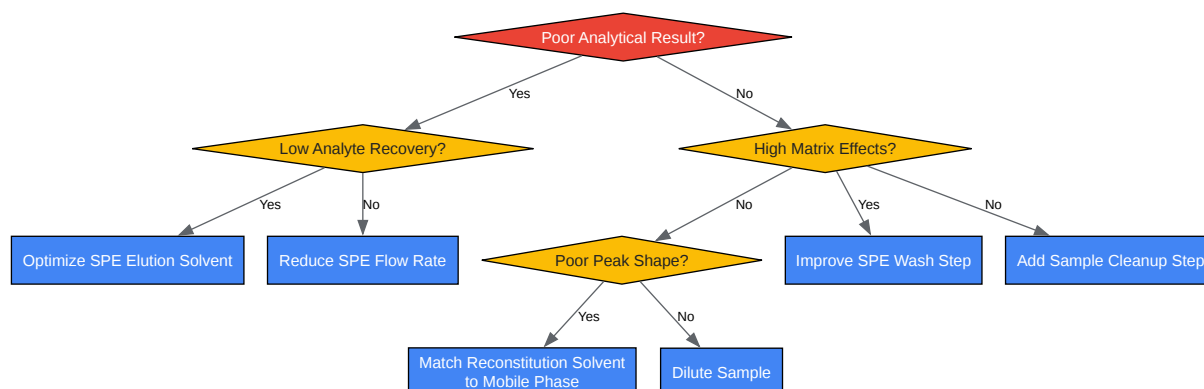 Poor Analytical Result?
Yes
No
Low Analyte Recovery?
High Matrix Effects?
Yes
No
No
Yes
No
Optimize SPE Elution Solvent
Reduce SPE Flow Rate
Poor Peak Shape?
Improve SPE Wash Step
Add Sample Cleanup Step
Yes
No
Match Reconstitution Solvent
to Mobile Phase
Dilute Sample